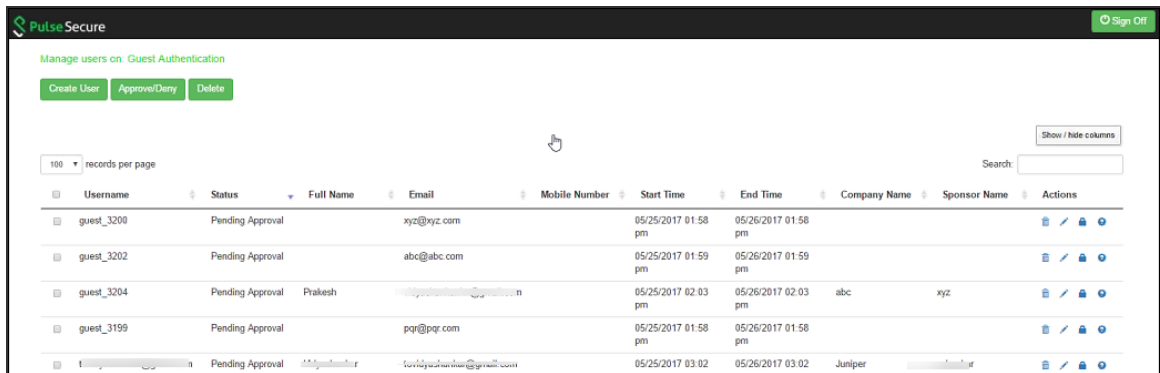 Pulse Secure
Sign Off
Manage users on: Guest Authentication
Create User Approve/Deny Delete
Show / hide columns
100 records per page Search:
Username Status Full Name Email Mobile Number Start Time End Time Company Name Sponsor Name Actions
guest_3200 Pending Approval xyz@xyz.com 05/25/2017 01:58 05/26/2017 01:58
pm pm
guest_3202 Pending Approval abc@abc.com 05/25/2017 01:59 05/26/2017 01:59
pm pm
guest_3204 Pending Approval Prakesh 05/25/2017 02:03 05/26/2017 02:03 abc xyz
pm pm
guest_3199 Pending Approval pqr@pqr.com 05/25/2017 01:58 05/26/2017 01:58
pm pm
Pending Approval 05/25/2017 03:02 05/26/2017 03:02 Juniper